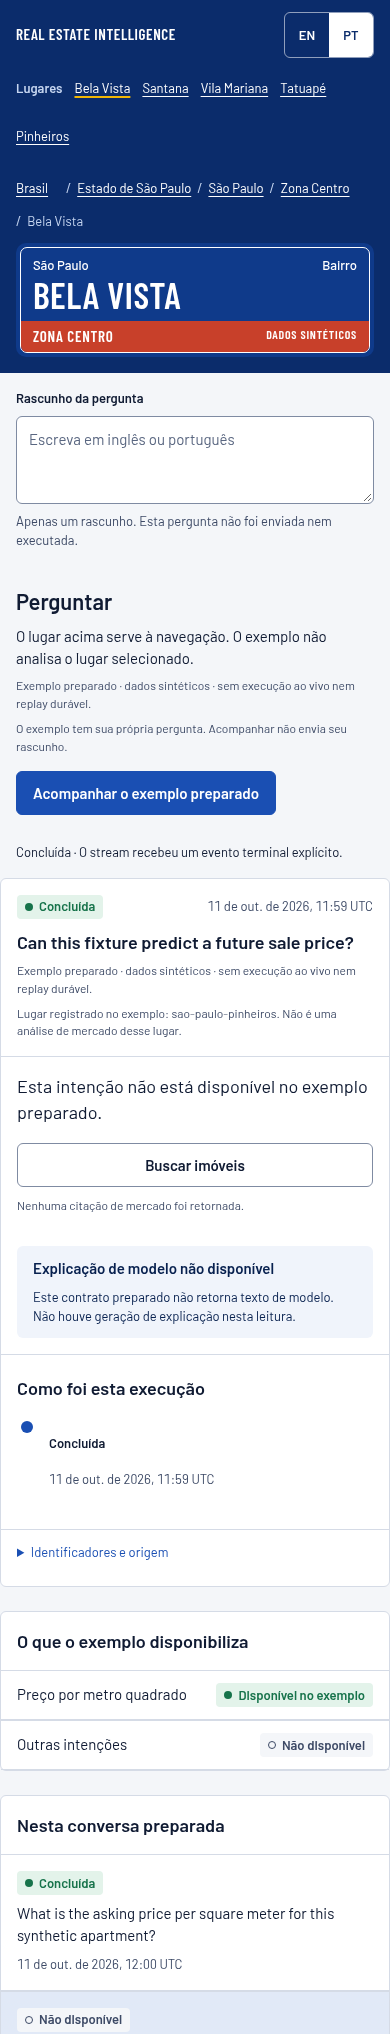 REAL ESTATE INTELLIGENCE
EN PT
Lugares Bela Vista Santana Vila Mariana Tatuapé
Pinheiros
Brasil / Estado de São Paulo / São Paulo / Zona Centro
/ Bela Vista
São Paulo Bairro
BELA VISTA
ZONA CENTRO DADOS SINTÉTICOS
Rascunho da pergunta
Escreva em inglês ou português
Apenas um rascunho. Esta pergunta não foi enviada nem
executada.
Perguntar
O lugar acima serve à navegação. O exemplo não
analisa o lugar selecionado.
Exemplo preparado · dados sintéticos · sem execução ao vivo nem
replay durável.
O exemplo tem sua própria pergunta. Acompanhar não envia seu
rascunho.
Acompanhar o exemplo preparado
Concluída · O stream recebeu um evento terminal explícito.
Concluída 11 de out. de 2026, 11:59 UTC
Can this fixture predict a future sale price?
Exemplo preparado · dados sintéticos · sem execução ao vivo nem
replay durável.
Lugar registrado no exemplo: sao-paulo-pinheiros. Não é uma
análise de mercado desse lugar.
Esta intenção não está disponível no exemplo
preparado.
Buscar imóveis
Nenhuma citação de mercado foi retornada.
Explicação de modelo não disponível
Este contrato preparado não retorna texto de modelo.
Não houve geração de explicação nesta leitura.
Como foi esta execução
Concluída
11 de out. de 2026, 11:59 UTC
Identificadores e origem
O que o exemplo disponibiliza
Preço por metro quadrado Disponível no exemplo
Outras intenções Não disponível
Nesta conversa preparada
Concluída
What is the asking price per square meter for this
synthetic apartment?
11 de out. de 2026, 12:00 UTC
Não disponível